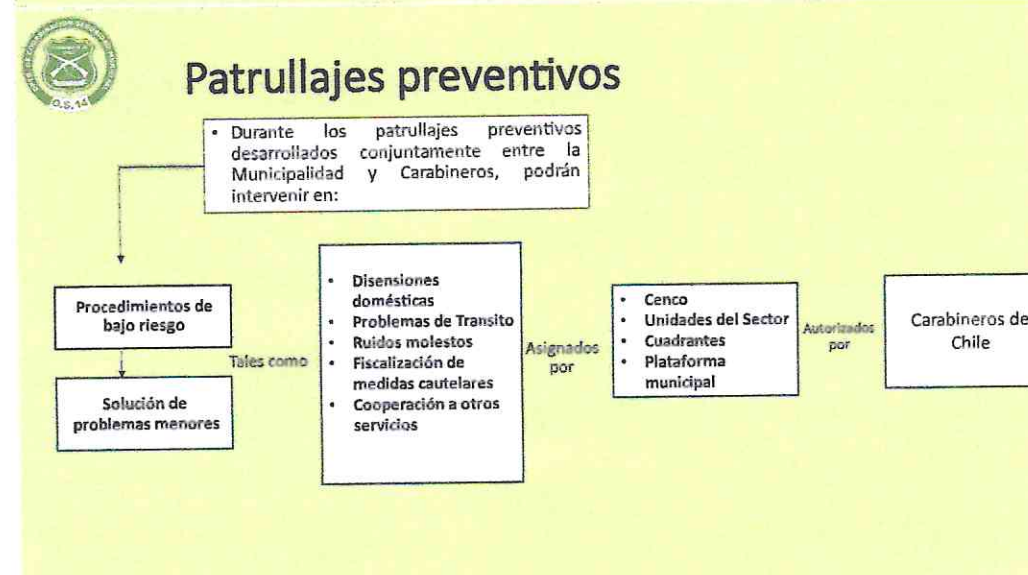 O.S.14
Patrullajes preventivos
• Durante los patrullajes preventivos
desarrollados conjuntamente entre la
Municipalidad y Carabineros, podrán
intervenir en:
Procedimientos de
bajo riesgo
Solución de
problemas menores
Tales como
• Disensiones
domésticas
• Problemas de Transito
• Ruidos molestos
• Fiscalización de
medidas cautelares
• Cooperación a otros
servicios
Asignados
por
• Cenco
• Unidades del Sector
• Cuadrantes
• Plataforma
municipal
Autorizados
por
Carabineros de
Chile